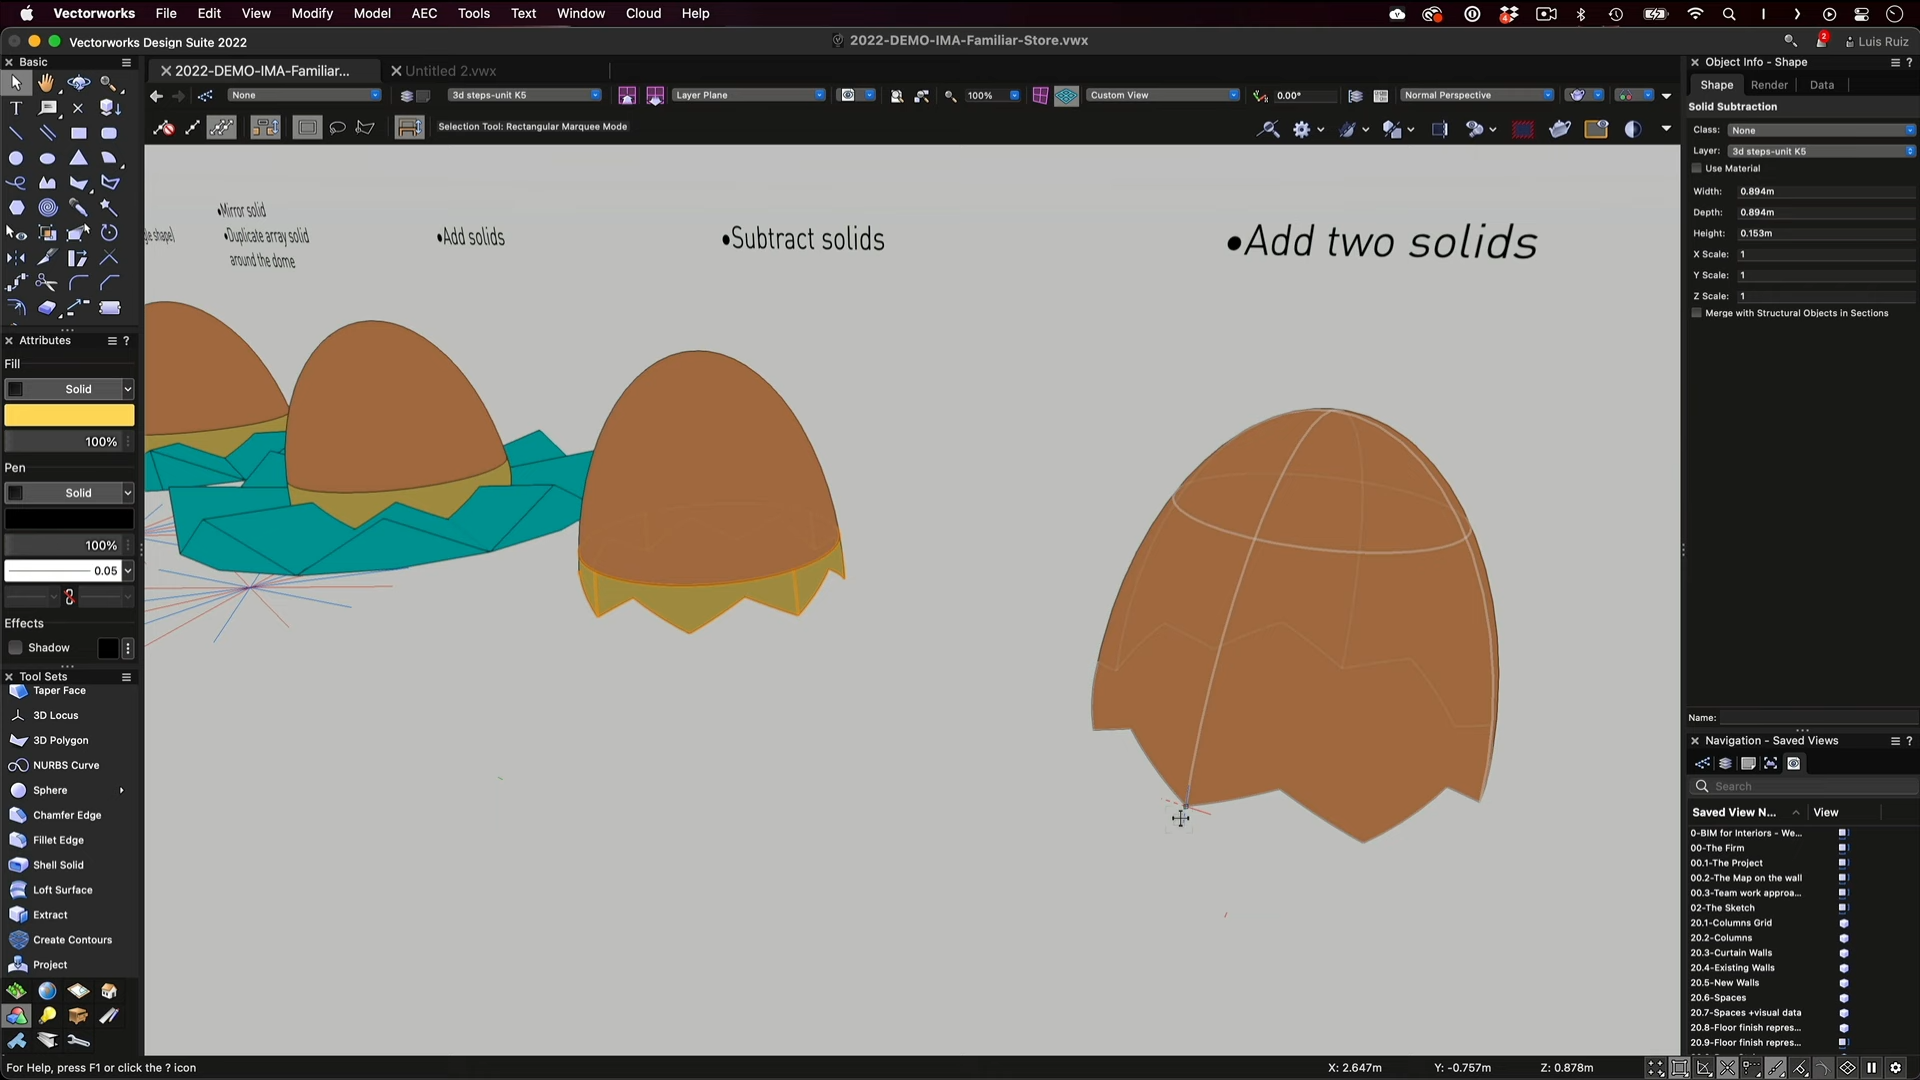 Vectorworks File Edit View Modify Model AEC Tools Text Window Cloud Help
Vectorworks Design Suite 2022
2022-DEMO-IMA-Familiar-Store.vwx
2
Luis Ruiz
Basic
2022-DEMO-IMA-Familiar...
Untitled 2.vwx
None
3d steps-unit K5
Layer Plane
100%
Custom View
0.00°
Normal Perspective
Selection Tool: Rectangular Marquee Mode
•Mirror solid
•Duplicate array solid
around the dome
•Add solids
•Subtract solids
•Add two solids
Attributes
?
Fill
Solid
100%
Pen
Solid
100%
0.05
Effects
Shadow
Tool Sets
Taper Face
3D Locus
3D Polygon
NURBS Curve
Sphere
Chamfer Edge
Fillet Edge
Shell Solid
Loft Surface
Extract
Create Contours
Project
Object Info - Shape
?
Shape Render Data
Solid Subtraction
Class: None
Layer: 3d steps-unit K5
Use Material
Width: 0.894m
Depth: 0.894m
Height: 0.153m
X Scale: 1
Y Scale: 1
Z Scale: 1
Merge with Structural Objects in Sections
Name:
Navigation - Saved Views
?
Search
Saved View N... View
0-BIM for Interiors - We...
00-The Firm
00.1-The Project
00.2-The Map on the wall
00.3-Team work approa...
02-The Sketch
20.1-Columns Grid
20.2-Columns
20.3-Curtain Walls
20.4-Existing Walls
20.5-New Walls
20.6-Spaces
20.7-Spaces +visual data
20.8-Floor finish repres...
20.9-Floor finish repres...
For Help, press F1 or click the ? icon
X: 2.647m Y: -0.757m Z: 0.878m